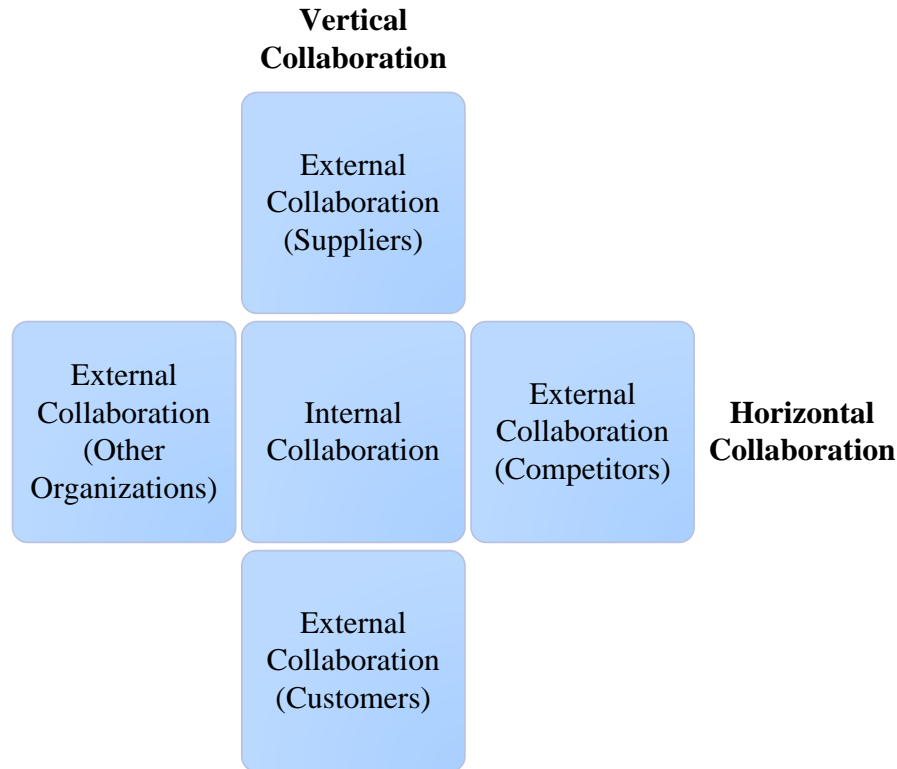 Vertical
Collaboration
External
Collaboration
(Suppliers)
External
Collaboration
(Other
Organizations)
Internal
Collaboration
External
Collaboration
(Competitors)
Horizontal
Collaboration
External
Collaboration
(Customers)